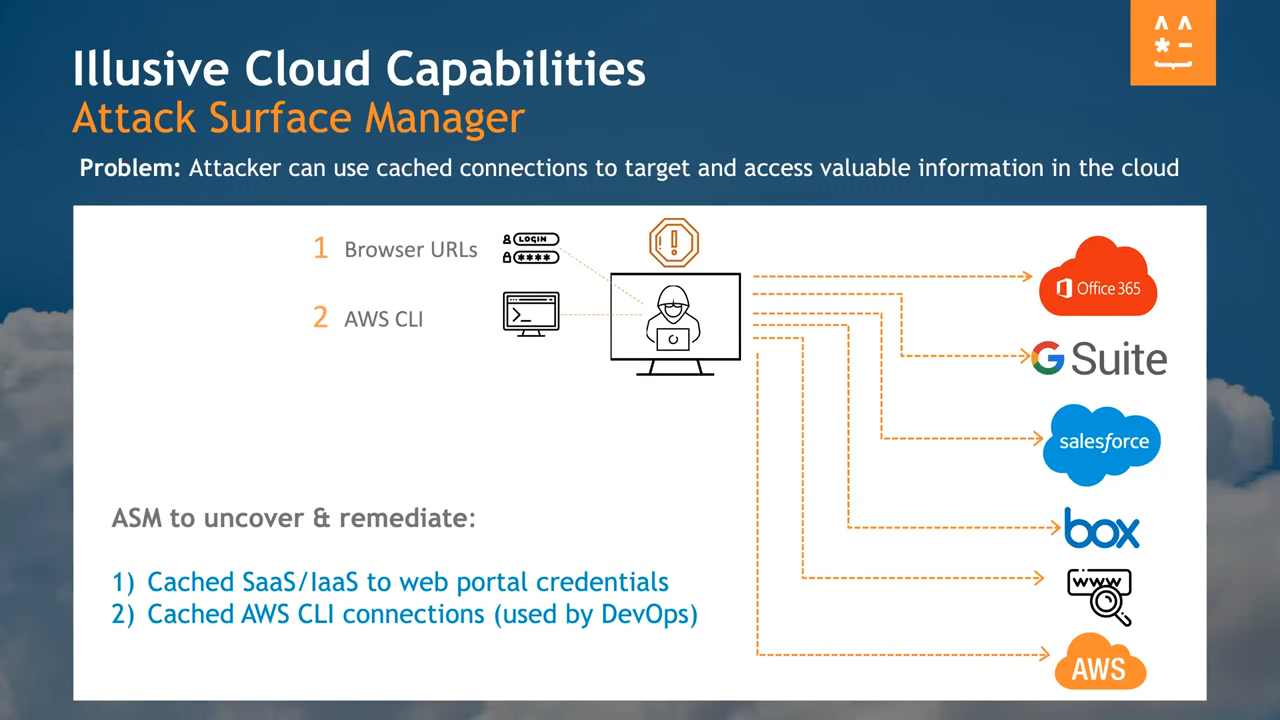 Illusive Cloud Capabilities
Attack Surface Manager
Problem: Attacker can use cached connections to target and access valuable information in the cloud
1 Browser URLs
LOGIN
****
2 AWS CLI
>_
!
Office 365
G Suite
salesforce
box
www
AWS
ASM to uncover & remediate:
1) Cached SaaS/IaaS to web portal credentials
2) Cached AWS CLI connections (used by DevOps)